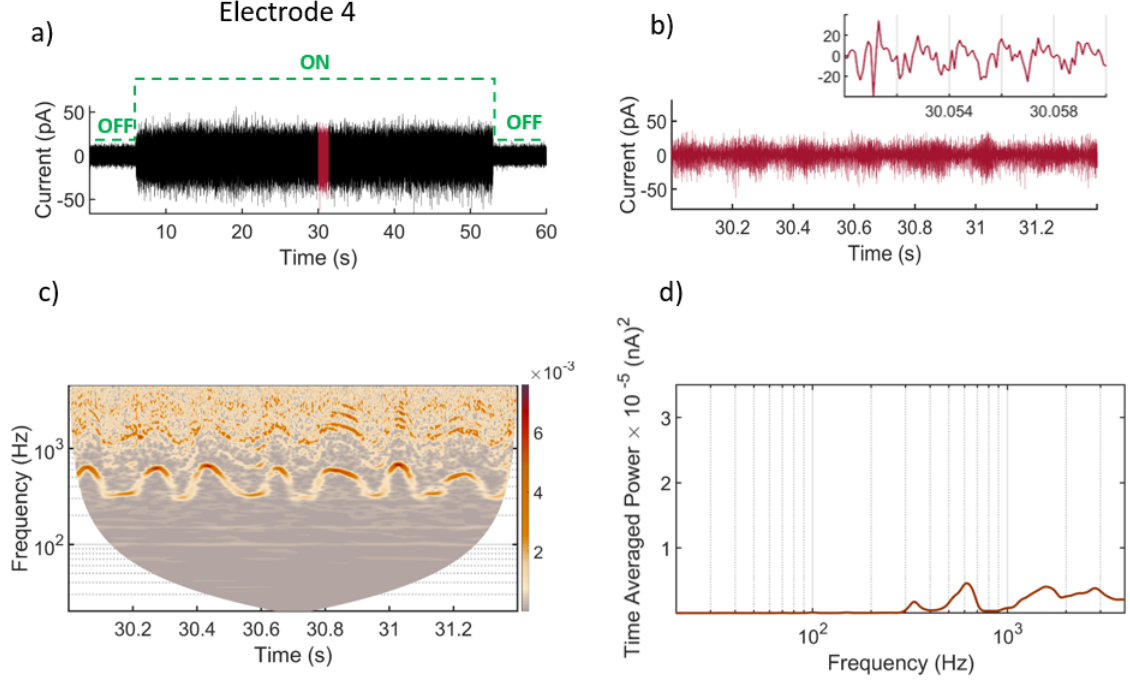 Electrode 4
a)
ON
OFF
OFF
50
0
-50
Current (pA)
10
20
30
40
50
60
Time (s)
b)
20
0
-20
30.054
30.058
50
0
-50
Current (pA)
30.2
30.4
30.6
30.8
31
31.2
Time (s)
c)
×10⁻³
6
4
2
10³
10²
Frequency (Hz)
30.2
30.4
30.6
30.8
31
31.2
Time (s)
d)
Time Averaged Power × 10⁻⁵ (nA)²
3
2
1
10²
10³
Frequency (Hz)